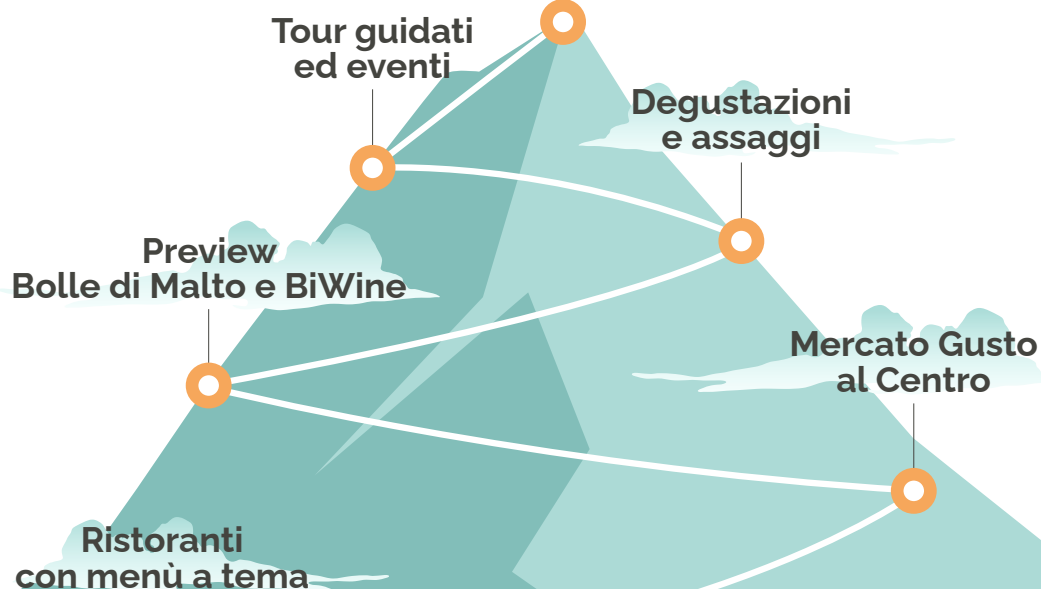 Tour guidati
ed eventi
Degustazioni
e assaggi
Preview
Bolle di Malto e BiWine
Mercato Gusto
al Centro
Ristoranti
con menù a tema